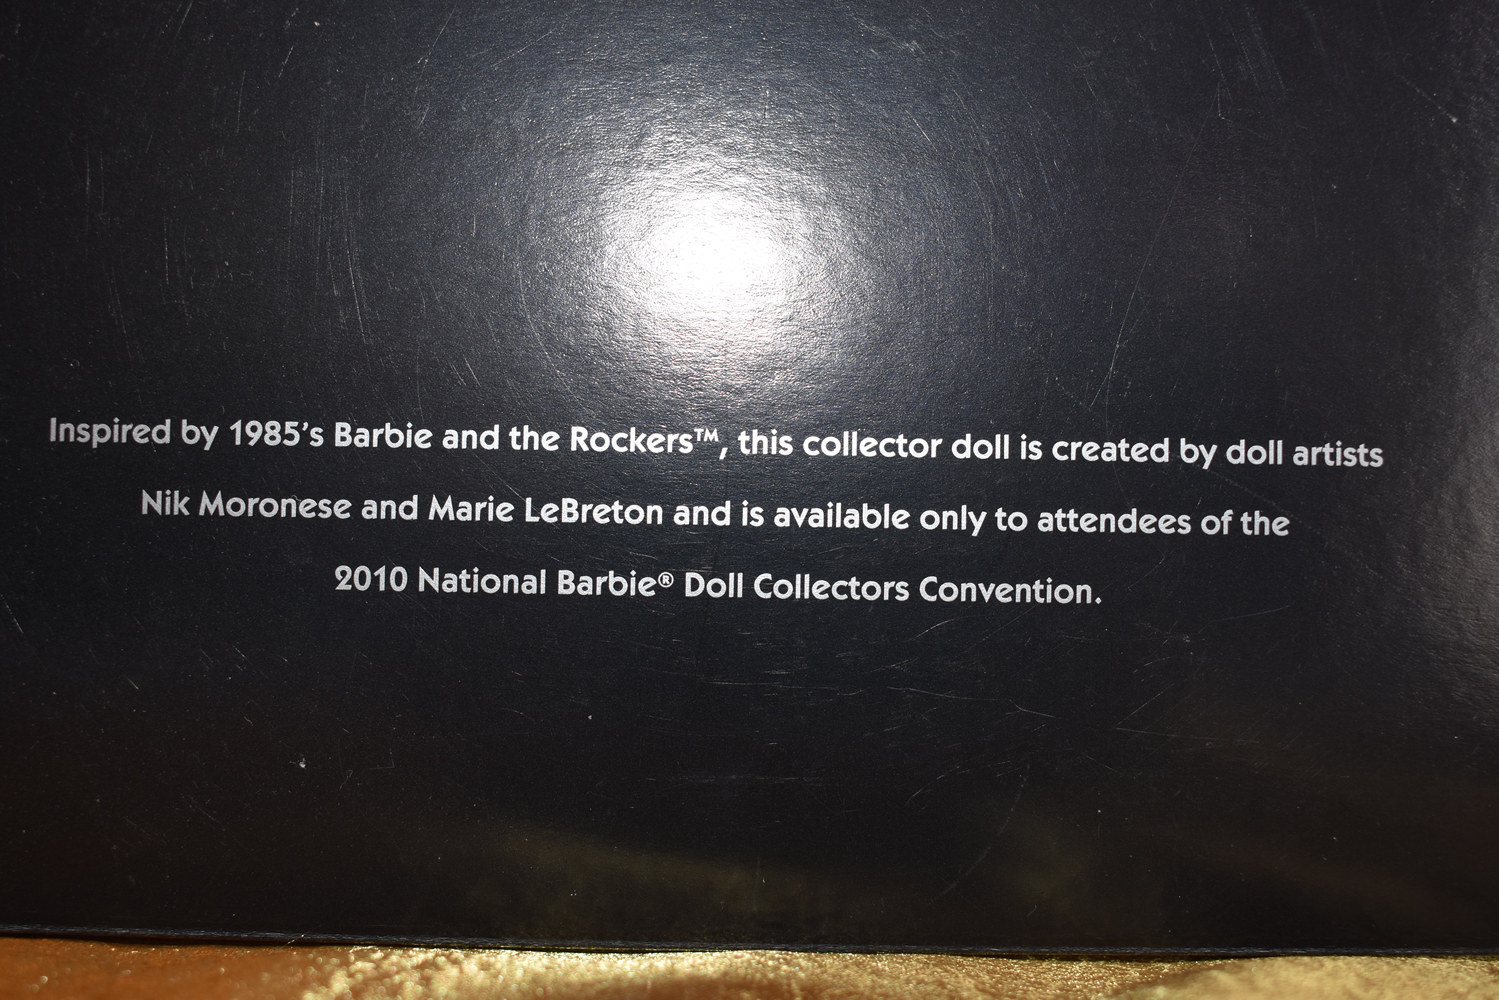 Inspired by 1985's Barbie and the Rockers™, this collector doll is created by doll artists
Nik Moronese and Marie LeBreton and is available only to attendees of the
2010 National Barbie® Doll Collectors Convention.